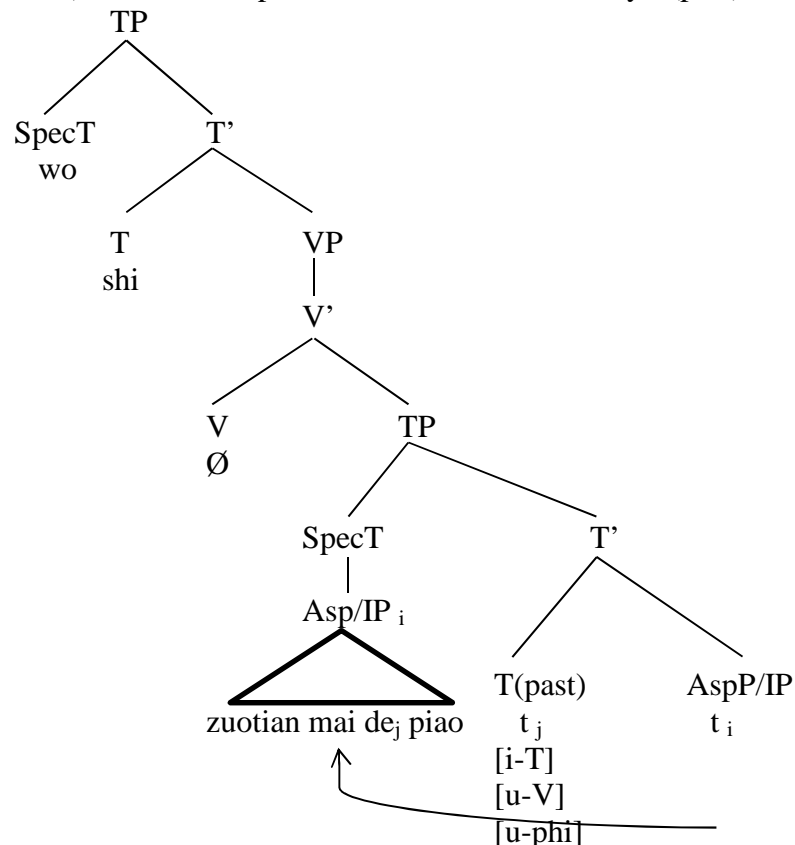 TP
SpecT T’
wo
T VP
shi
V’
V TP
Ø
SpecT T’
Asp/IP i
T(past) AspP/IP
zuotian mai dej piao t j t i
[i-T]
[u-V]
[u-phi]